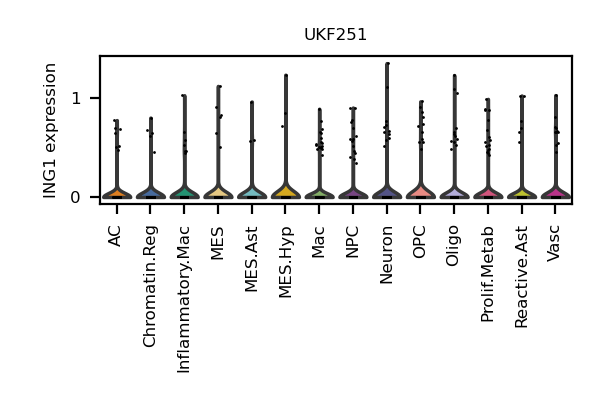 UKF251
ING1 expression
1
0
AC
Chromatin.Reg
Inflammatory.Mac
MES
MES.Ast
MES.Hyp
Mac
NPC
Neuron
OPC
Oligo
Prolif.Metab
Reactive.Ast
Vasc